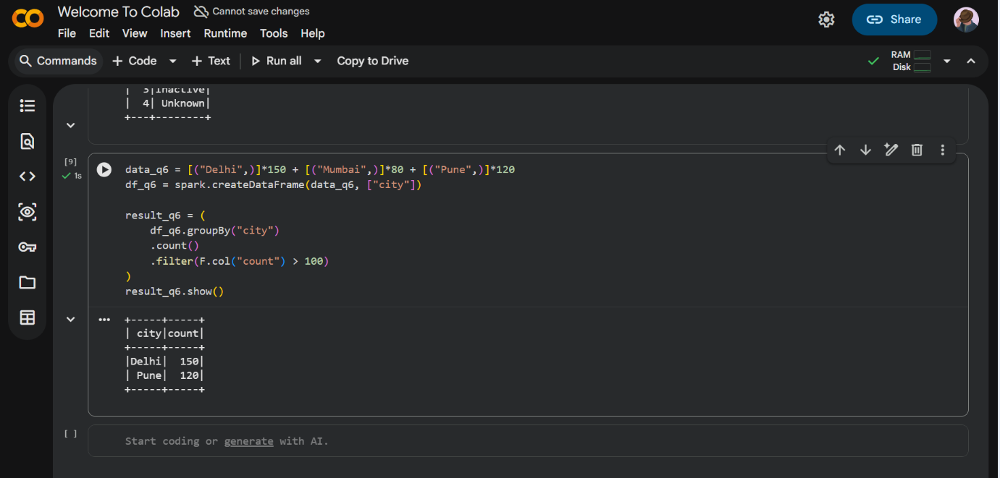 Welcome To Colab
Cannot save changes
Share
File Edit View Insert Runtime Tools Help
Commands + Code + Text Run all Copy to Drive
RAM
Disk
| 3|Inactive|
| 4| Unknown|
+---+--------+
[9]
1s
data_q6 = [("Delhi",)]*150 + [("Mumbai",)]*80 + [("Pune",)]*120
df_q6 = spark.createDataFrame(data_q6, ["city"])
result_q6 = (
df_q6.groupBy("city")
.count()
.filter(F.col("count") > 100)
)
result_q6.show()
+-----+-----+
| city|count|
+-----+-----+
|Delhi| 150|
| Pune| 120|
+-----+-----+
[ ]
Start coding or generate with AI.